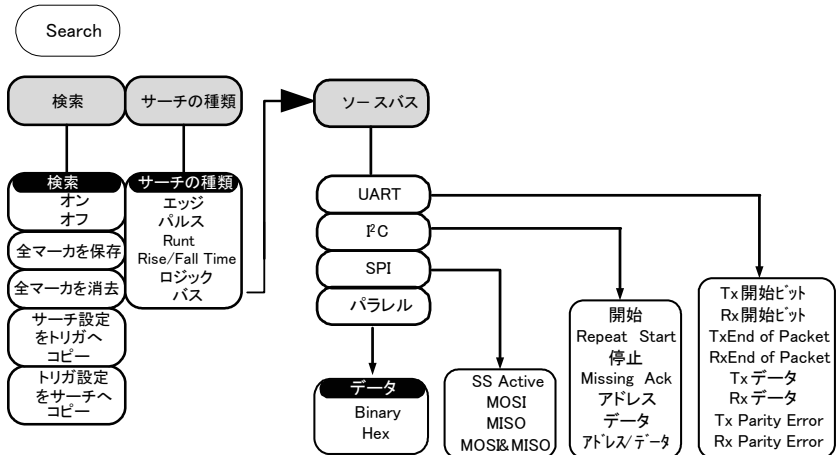 Search
検索
サーチの種類
ソースバス
検索
オン
オフ
全マーカを保存
全マーカを消去
サーチ設定
をトリガへ
コピー
トリガ設定
をサーチへ
コピー
サーチの種類
エッジ
パルス
Runt
Rise/Fall Time
ロジック
バス
UART
I²C
SPI
パラレル
データ
Binary
Hex
SS Active
MOSI
MISO
MOSI&MISO
開始
Repeat Start
停止
Missing Ack
アドレス
データ
アドレス/データ
Tx開始ビット
Rx開始ビット
TxEnd of Packet
RxEnd of Packet
Txデータ
Rxデータ
Tx Parity Error
Rx Parity Error